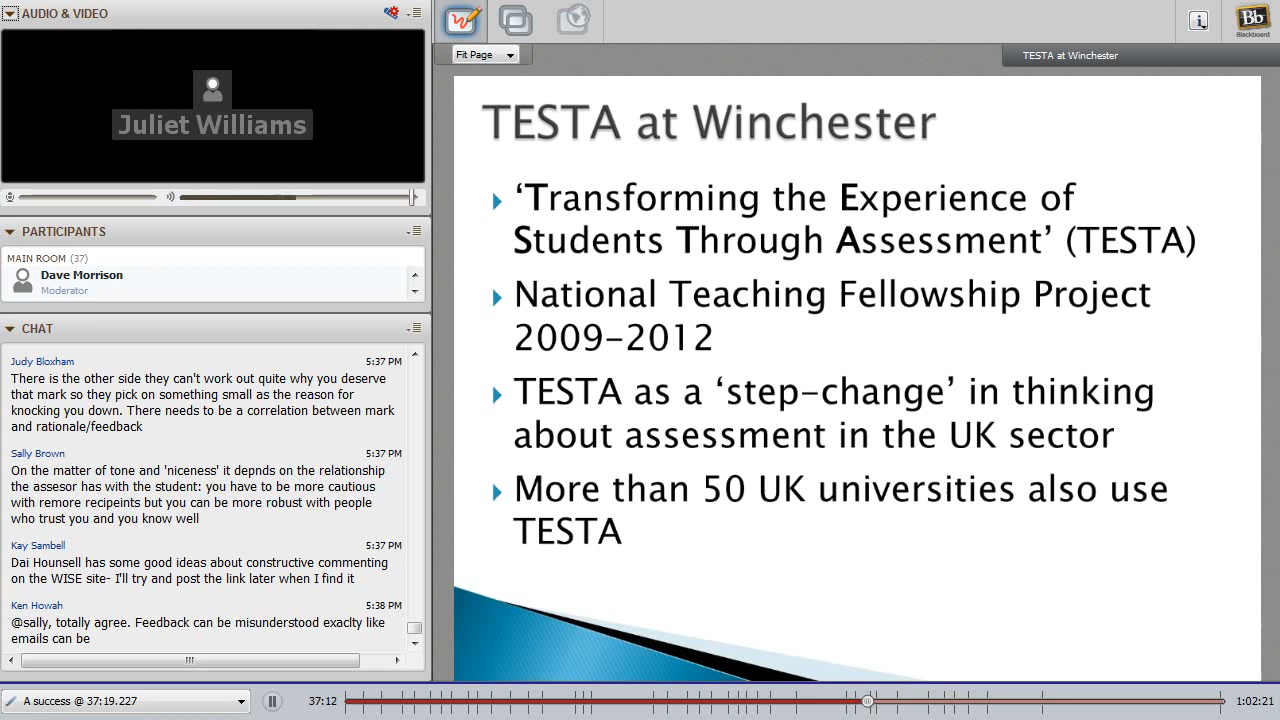 AUDIO & VIDEO
Juliet Williams
PARTICIPANTS
MAIN ROOM (37)
Dave Morrison
Moderator
CHAT
Judy Bloxham 5:37 PM
There is the other side they can't work out quite why you deserve
that mark so they pick on something small as the reason for
knocking you down. There needs to be a correlation between mark
and rationale/feedback
Sally Brown 5:37 PM
On the matter of tone and 'niceness' it depnds on the relationship
the assesor has with the student: you have to be more cautious
with remore recipeints but you can be more robust with people
who trust you and you know well
Kay Sambell 5:37 PM
Dai Hounsell has some good ideas about constructive commenting
on the WISE site- I'll try and post the link later when I find it
Ken Howah 5:38 PM
@sally, totally agree. Feedback can be misunderstood exaclty like
emails can be
Fit Page
TESTA at Winchester
Bb
Blackboard
TESTA at Winchester
‘Transforming the Experience of
Students Through Assessment’ (TESTA)
National Teaching Fellowship Project
2009-2012
TESTA as a ‘step-change’ in thinking
about assessment in the UK sector
More than 50 UK universities also use
TESTA
A success @ 37:19.227
37:12
1:02:21